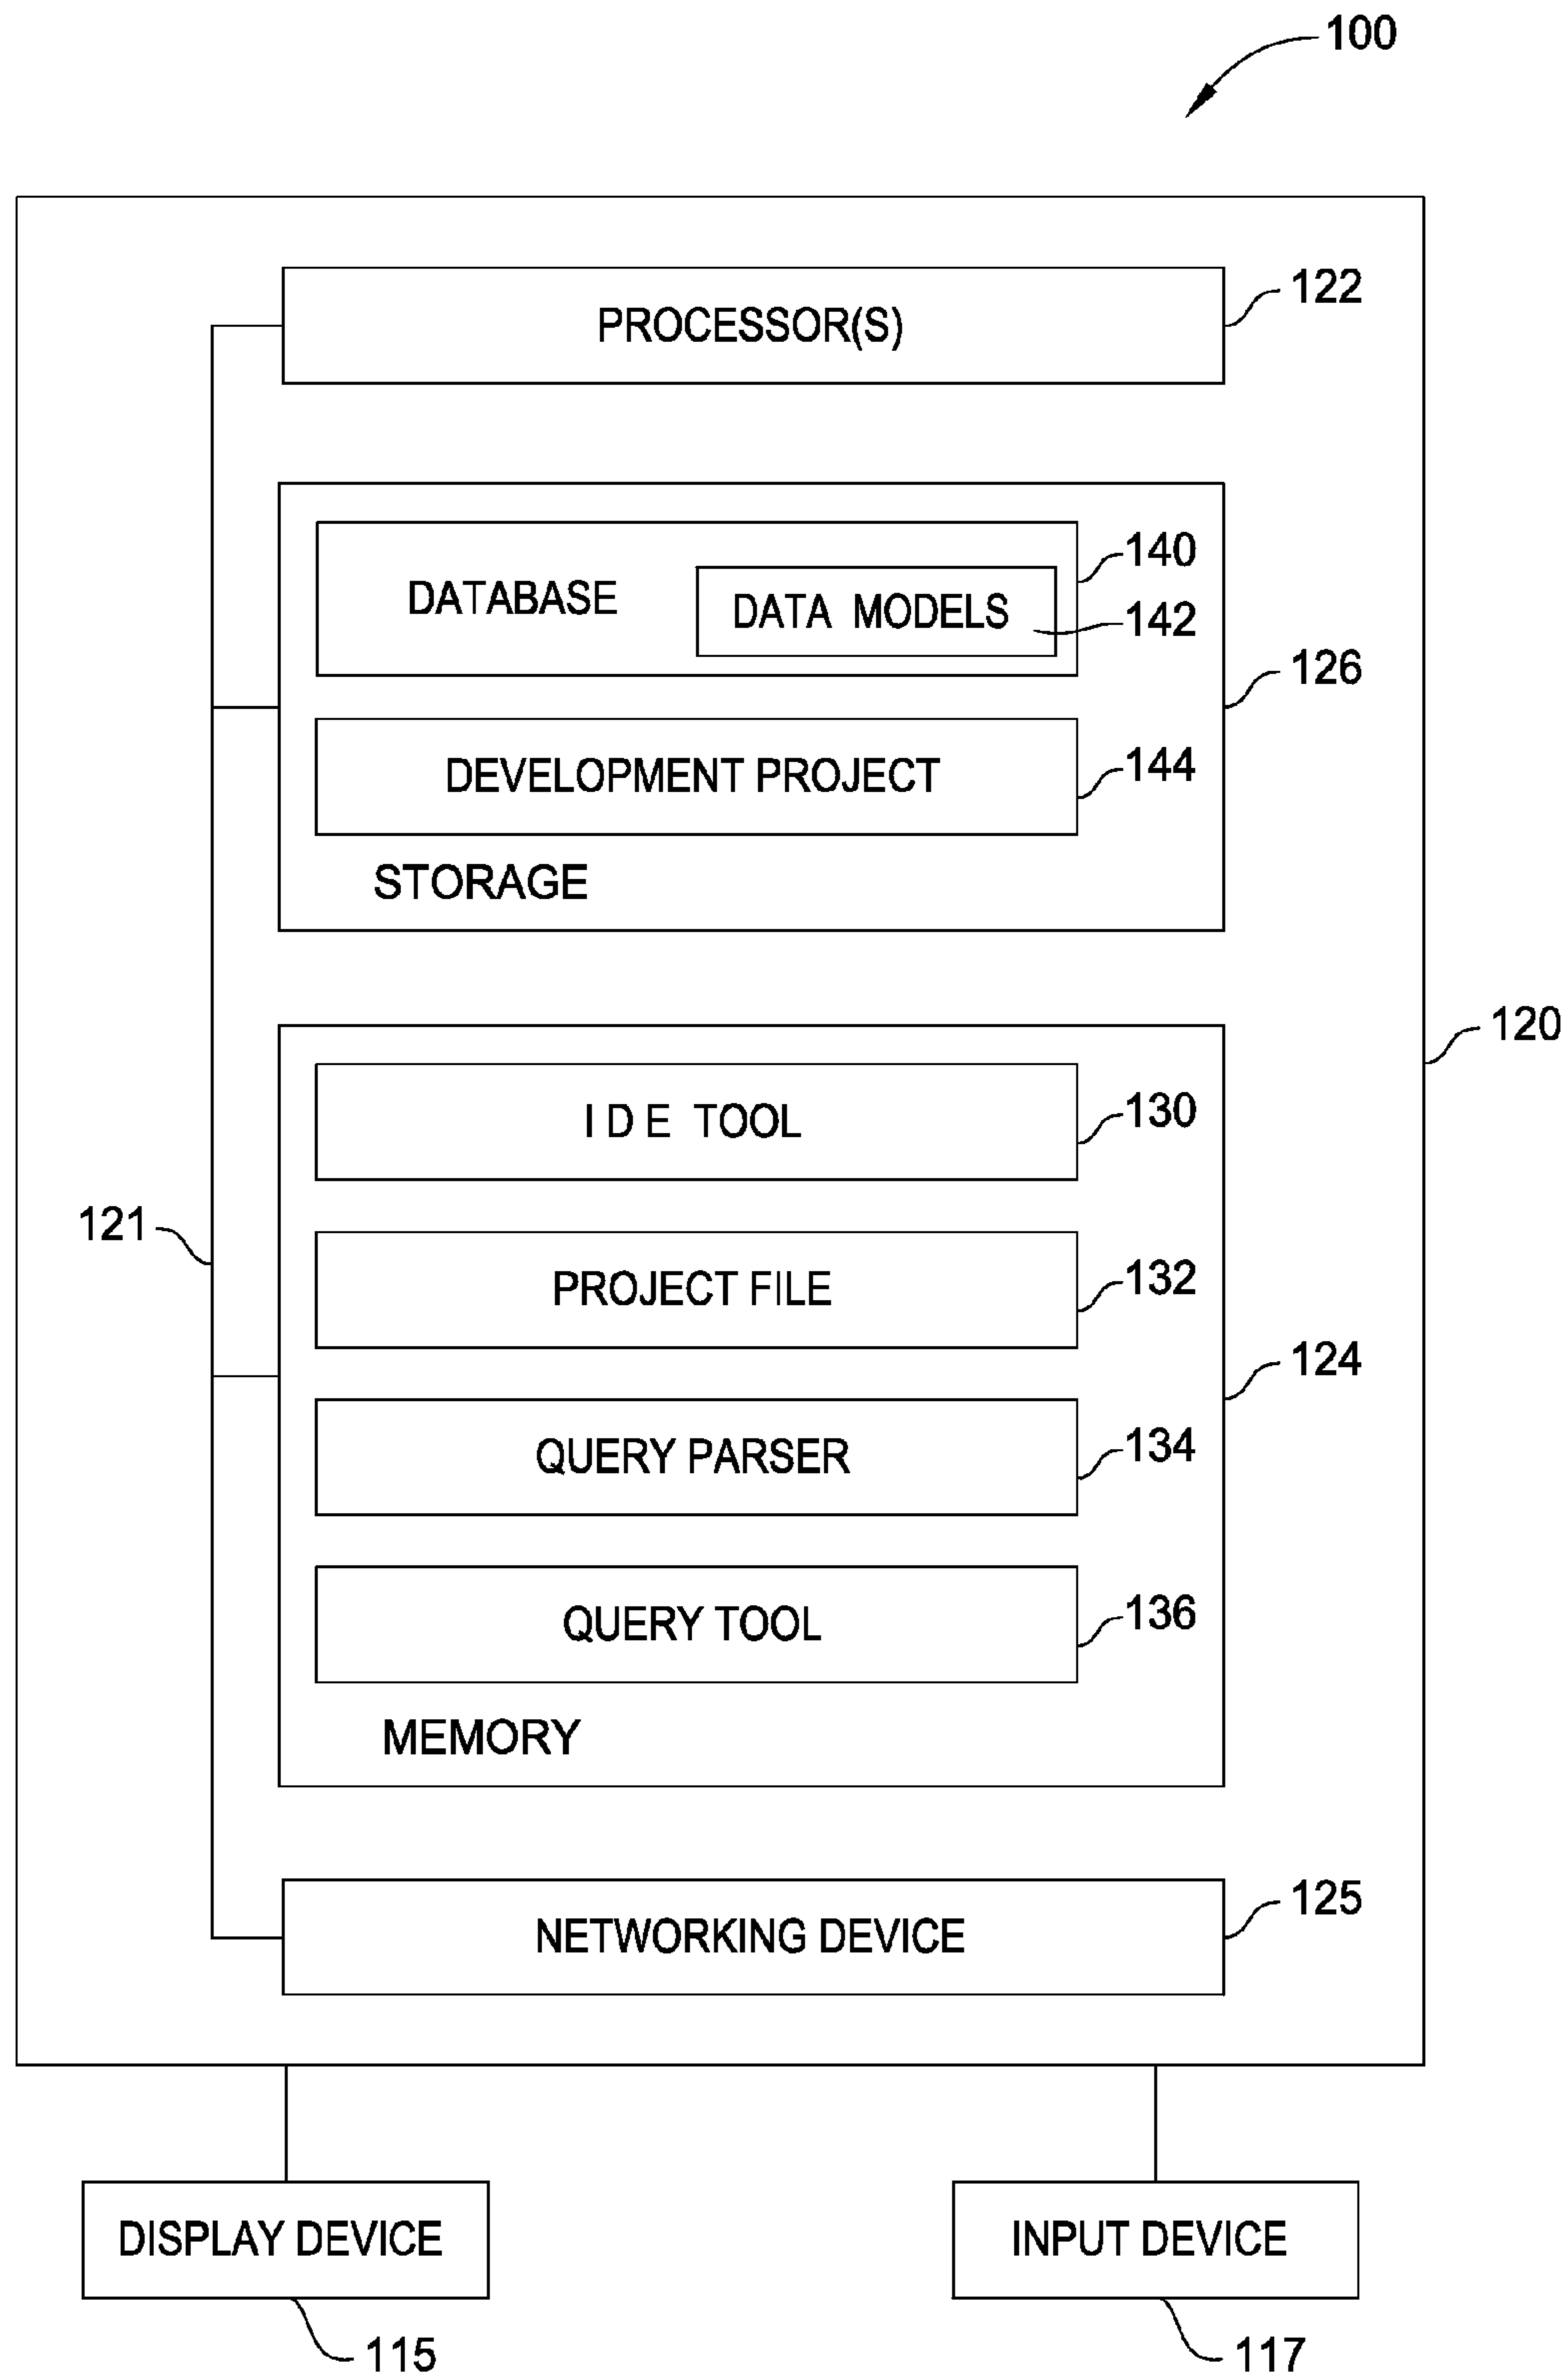 100
PROCESSOR(S)
122
DATABASE
DATA MODELS
140
142
126
DEVELOPMENT PROJECT
144
STORAGE
120
I D E TOOL
130
121
PROJECT FILE
132
124
QUERY PARSER
134
QUERY TOOL
136
MEMORY
NETWORKING DEVICE
125
DISPLAY DEVICE
INPUT DEVICE
115
117